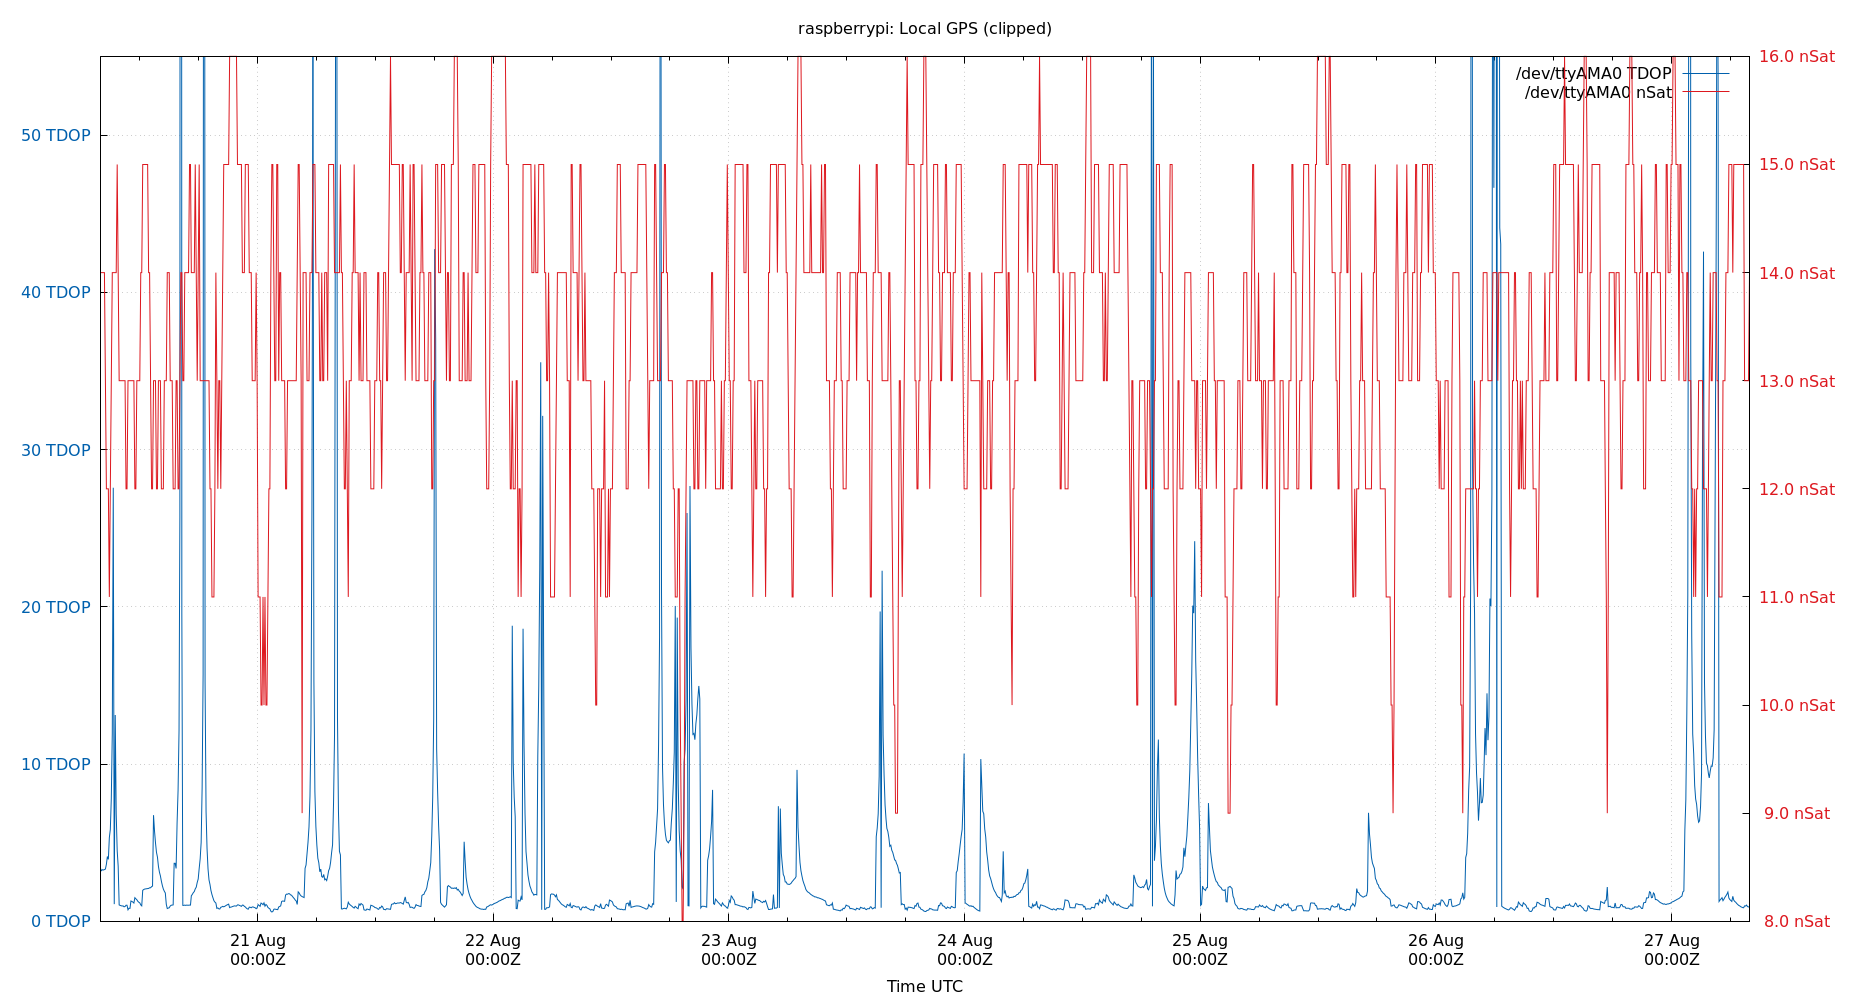 raspberrypi: Local GPS (clipped)
/dev/ttyAMA0 TDOP
/dev/ttyAMA0 nSat
50 TDOP
40 TDOP
30 TDOP
20 TDOP
10 TDOP
0 TDOP
16.0 nSat
15.0 nSat
14.0 nSat
13.0 nSat
12.0 nSat
11.0 nSat
10.0 nSat
9.0 nSat
8.0 nSat
21 Aug
00:00Z
22 Aug
00:00Z
23 Aug
00:00Z
24 Aug
00:00Z
25 Aug
00:00Z
26 Aug
00:00Z
27 Aug
00:00Z
Time UTC